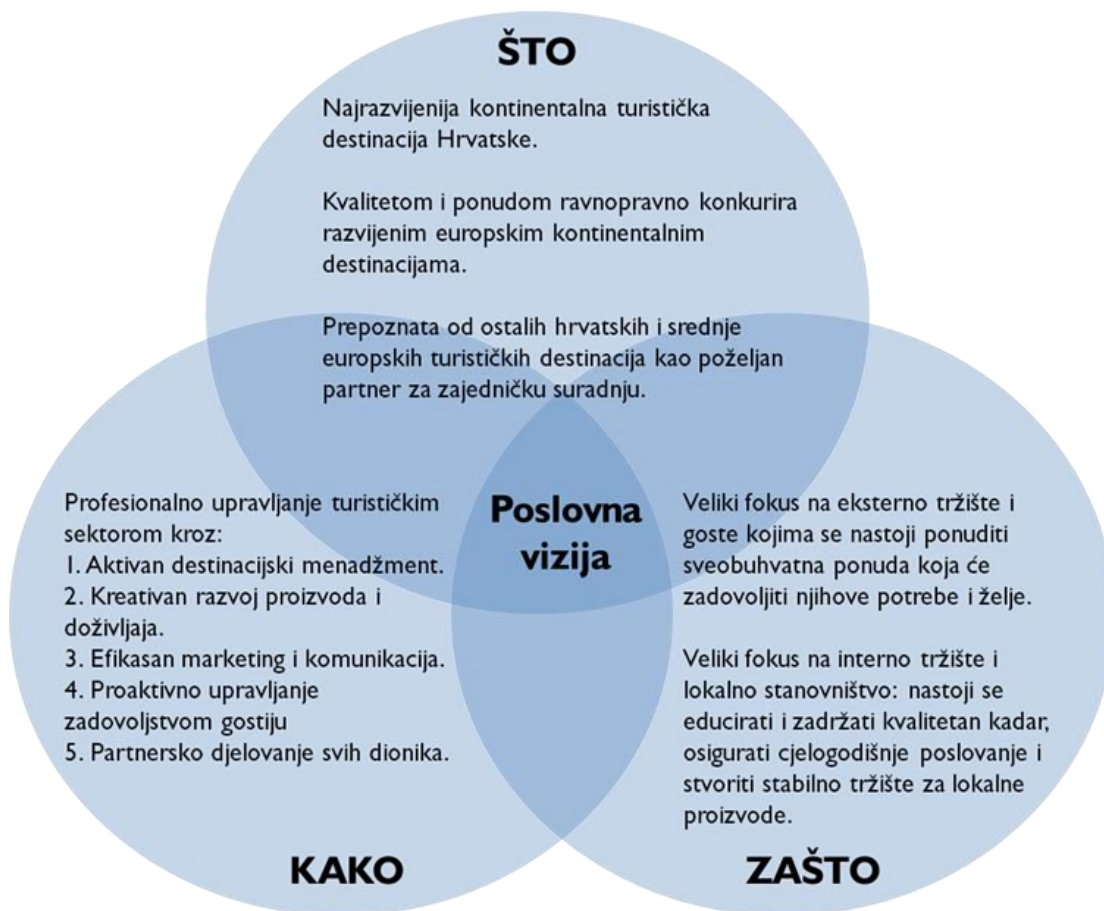 ŠTO
Najrazvijenija kontinentalna turistička
destinacija Hrvatske.
Kvalitetom i ponudom ravnopravno konkurira
razvijenim europskim kontinentalnim
destinacijama.
Prepoznata od ostalih hrvatskih i srednje
europskih turističkih destinacija kao poželjan
partner za zajedničku suradnju.
Profesionalno upravljanje turističkim
sektorom kroz:
1. Aktivan destinacijski menadžment.
2. Kreativan razvoj proizvoda i
doživljaja.
3. Efikasan marketing i komunikacija.
4. Proaktivno upravljanje
zadovoljstvom gostiju
5. Partnersko djelovanje svih dionika.
KAKO
Poslovna
vizija
Veliki fokus na eksterno tržište i
goste kojima se nastoji ponuditi
sveobuhvatna ponuda koja će
zadovoljiti njihove potrebe i želje.
Veliki fokus na interno tržište i
lokalno stanovništvo: nastoji se
educirati i zadržati kvalitetan kadar,
osigurati cjelogodišnje poslovanje i
stvoriti stabilno tržište za lokalne
proizvode.
ZAŠTO